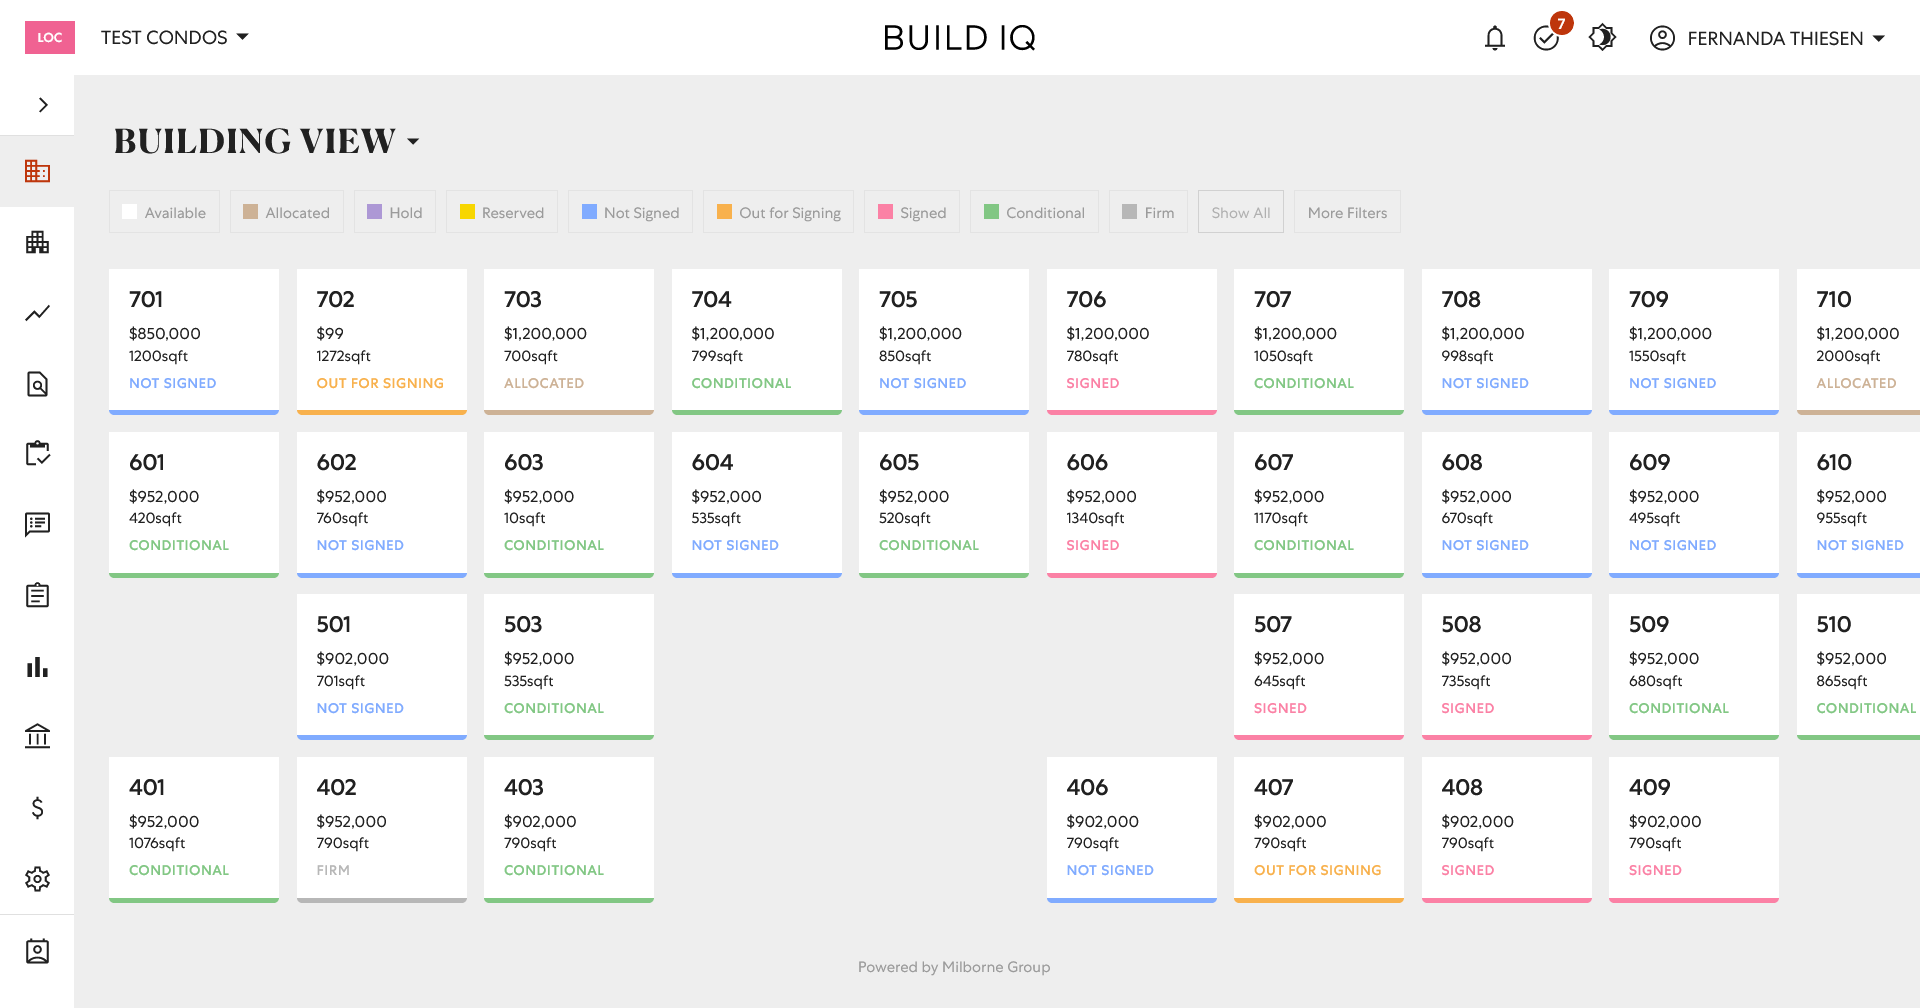 LOC
TEST CONDOS
BUILD IQ
7
FERNANDA THIESEN
BUILDING VIEW
Available
Allocated
Hold
Reserved
Not Signed
Out for Signing
Signed
Conditional
Firm
Show All
More Filters
701
$850,000
1200sqft
NOT SIGNED
702
$99
1272sqft
OUT FOR SIGNING
703
$1,200,000
700sqft
ALLOCATED
704
$1,200,000
799sqft
CONDITIONAL
705
$1,200,000
850sqft
NOT SIGNED
706
$1,200,000
780sqft
SIGNED
707
$1,200,000
1050sqft
CONDITIONAL
708
$1,200,000
998sqft
NOT SIGNED
709
$1,200,000
1550sqft
NOT SIGNED
710
$1,200,000
2000sqft
ALLOCATED
601
$952,000
420sqft
CONDITIONAL
602
$952,000
760sqft
NOT SIGNED
603
$952,000
10sqft
CONDITIONAL
604
$952,000
535sqft
NOT SIGNED
605
$952,000
520sqft
CONDITIONAL
606
$952,000
1340sqft
SIGNED
607
$952,000
1170sqft
CONDITIONAL
608
$952,000
670sqft
NOT SIGNED
609
$952,000
495sqft
NOT SIGNED
610
$952,000
955sqft
NOT SIGNED
501
$902,000
701sqft
NOT SIGNED
503
$952,000
535sqft
CONDITIONAL
507
$952,000
645sqft
SIGNED
508
$952,000
735sqft
SIGNED
509
$952,000
680sqft
CONDITIONAL
510
$952,000
865sqft
CONDITIONAL
401
$952,000
1076sqft
CONDITIONAL
402
$952,000
790sqft
FIRM
403
$902,000
790sqft
CONDITIONAL
406
$902,000
790sqft
NOT SIGNED
407
$902,000
790sqft
OUT FOR SIGNING
408
$902,000
790sqft
SIGNED
409
$902,000
790sqft
SIGNED
Powered by Milborne Group